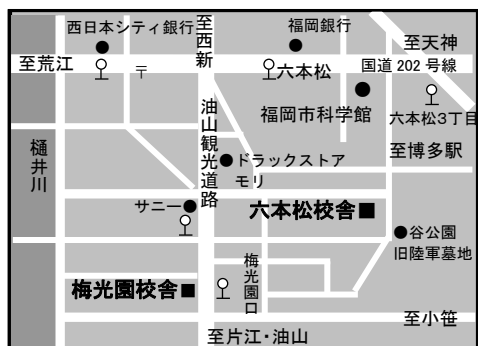 西日本シティ銀行
至西新
福岡銀行
至天神
至荒江
〒
六本松
国道202号線
福岡市科学館
六本松3丁目
油山観光道路
樋井川
ドラックストア
モリ
至博多駅
サニー
六本松校舎
谷公園
旧陸軍墓地
梅光園校舎
梅光園口
至小笹
至片江・油山